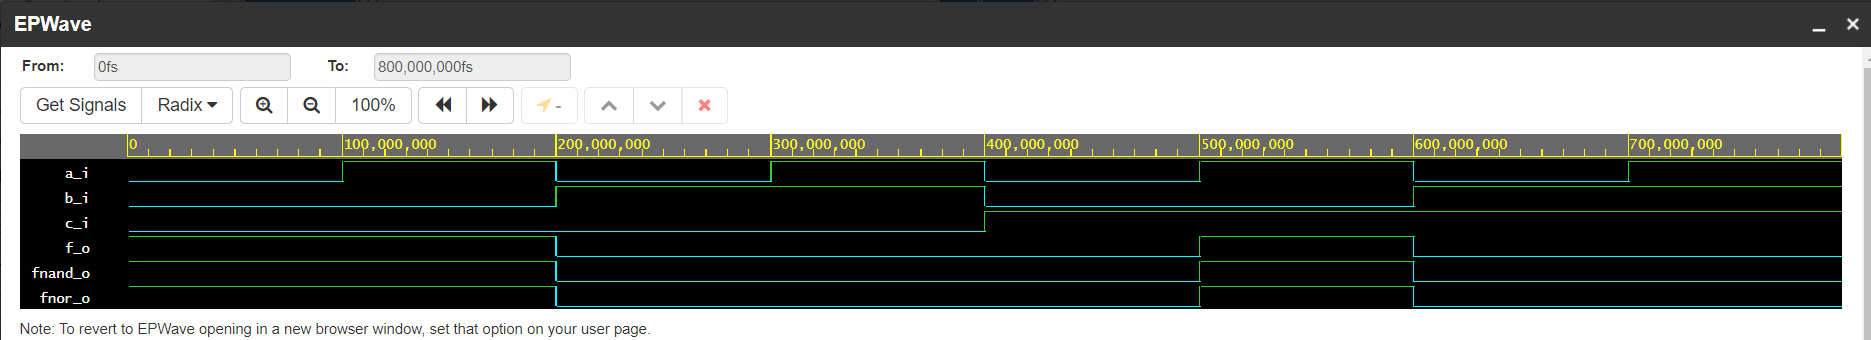 EPWave
From: 0fs To: 800,000,000fs
Get Signals Radix 100% -
0 100,000,000 200,000,000 300,000,000 400,000,000 500,000,000 600,000,000 700,000,000
a_i
b_i
c_i
f_o
fnand_o
fnor_o
Note: To revert to EPWave opening in a new browser window, set that option on your user page.